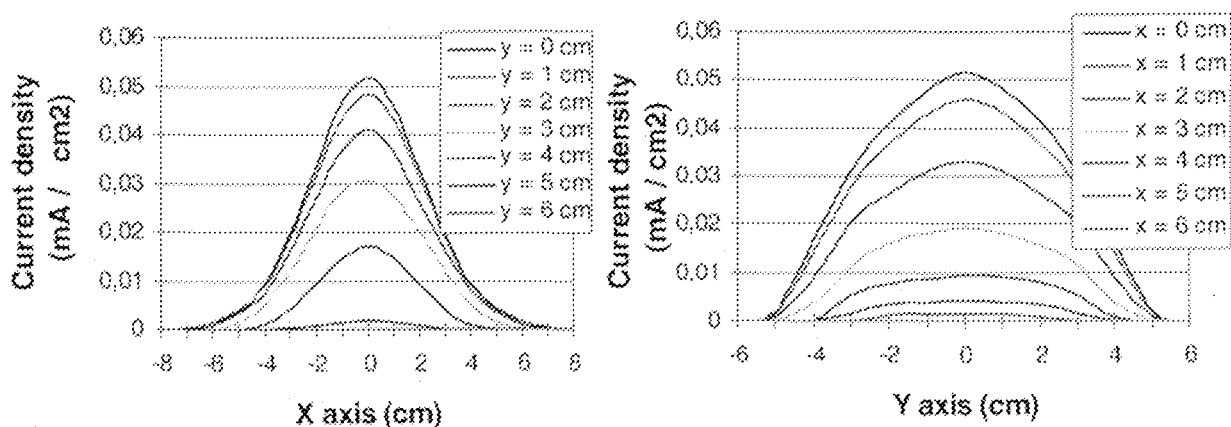 Current density
(mA / cm2)
0,06
0,05
0,04
0,03
0,02
0,01
0
-8 -6 -4 -2 0 2 4 6 8
X axis (cm)
y = 0 cm
y = 1 cm
y = 2 cm
y = 3 cm
y = 4 cm
y = 5 cm
y = 6 cm
Current density
(mA / cm2)
0,06
0,05
0,04
0,03
0,02
0,01
0
-6 -4 -2 0 2 4 6
Y axis (cm)
x = 0 cm
x = 1 cm
x = 2 cm
x = 3 cm
x = 4 cm
x = 5 cm
x = 6 cm